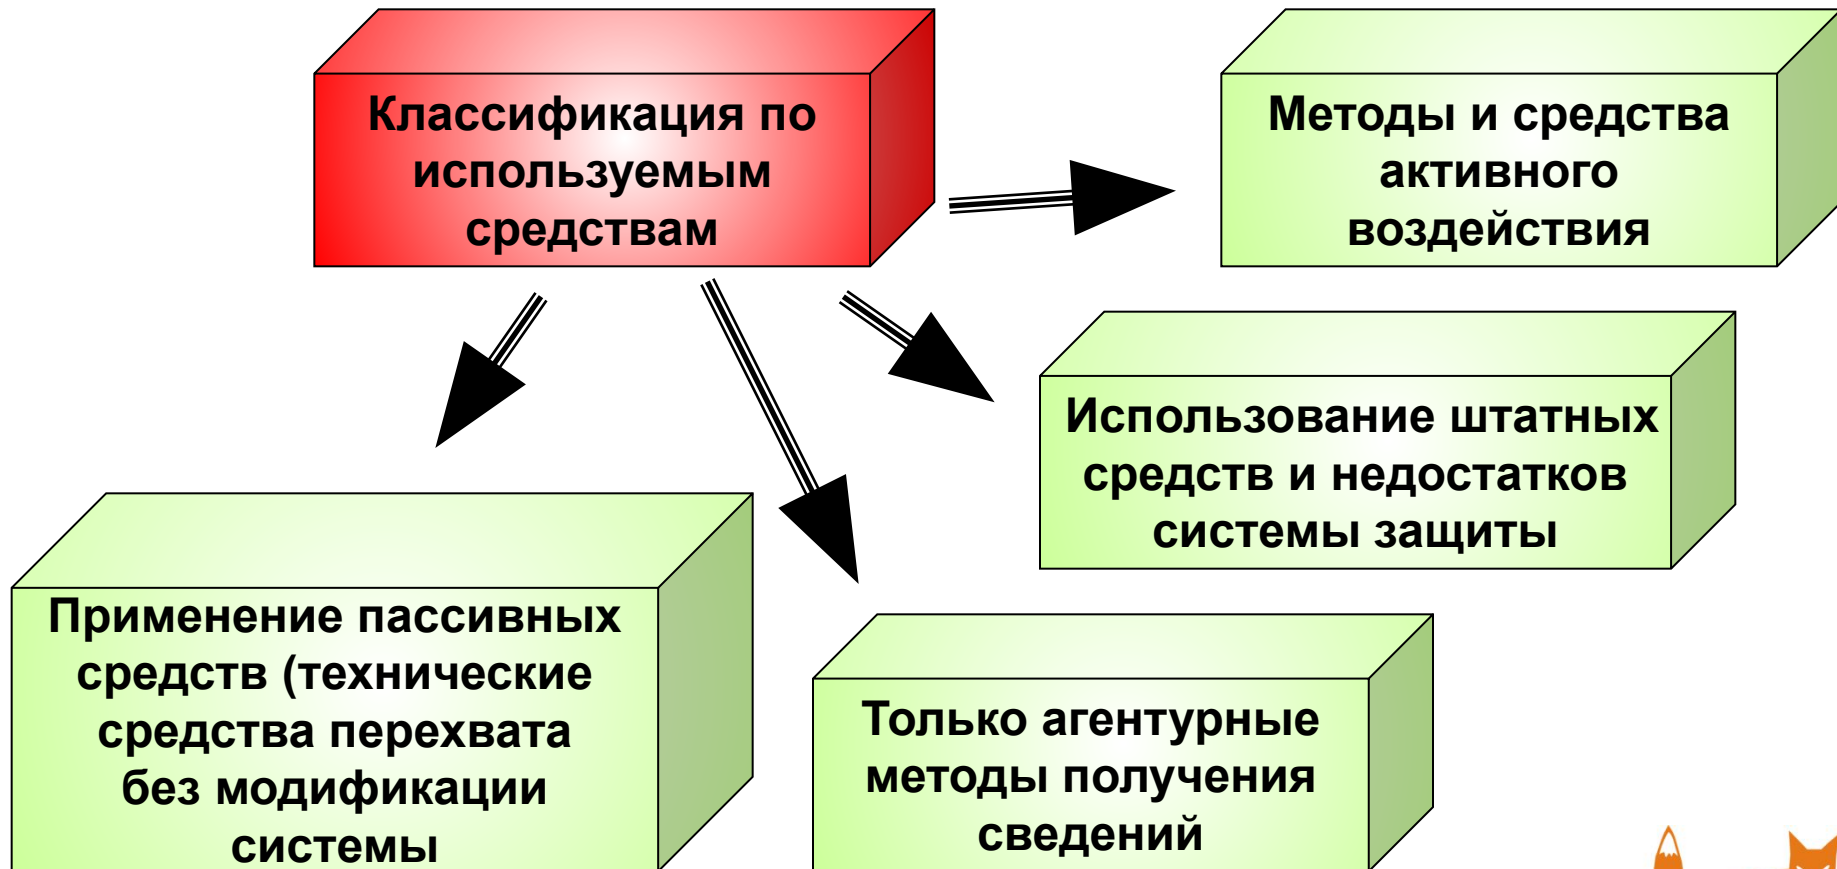 Классификация по
используемым
средствам
Методы и средства
активного
воздействия
Использование штатных
средств и недостатков
системы защиты
Применение пассивных
средств (технические
средства перехвата
без модификации
системы
Только агентурные
методы получения
сведений